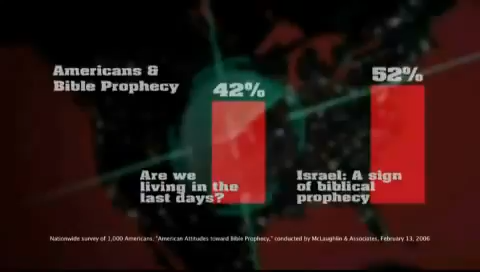 Americans &
Bible Prophecy
42%
52%
Are we
living in the
last days?
Israel: A sign
of biblical
prophecy
Nationwide survey of 1,000 Americans, "American Attitudes toward Bible Prophecy," conducted by McLaughlin & Associates, February 13, 2006